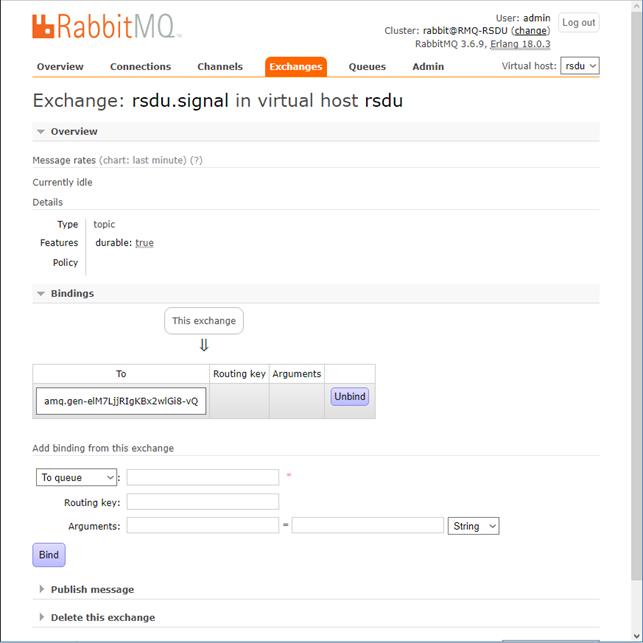 RabbitMQ
User: admin
Cluster: rabbit@RMQ-RSDU (change)
RabbitMQ 3.6.9, Erlang 18.0.3
Log out
Overview Connections Channels Exchanges Queues Admin
Virtual host: rsdu
Exchange: rsdu.signal in virtual host rsdu
Overview
Message rates (chart: last minute) (?)
Currently idle
Details
Type topic
Features durable: true
Policy
Bindings
This exchange
⇓
To Routing key Arguments
amq.gen-elM7LjjRIgKBx2wlGi8-vQ Unbind
Add binding from this exchange
To queue : *
Routing key:
Arguments: = String
Bind
Publish message
Delete this exchange